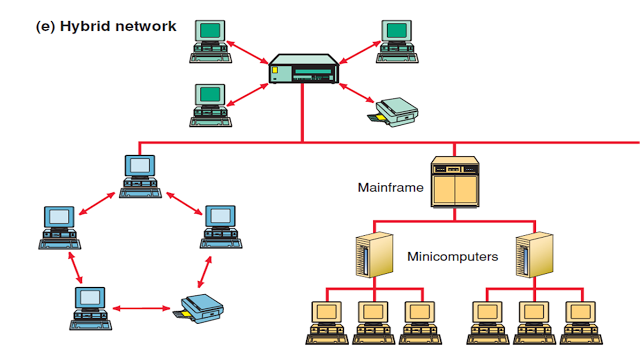 (e) Hybrid network
Mainframe
Minicomputers